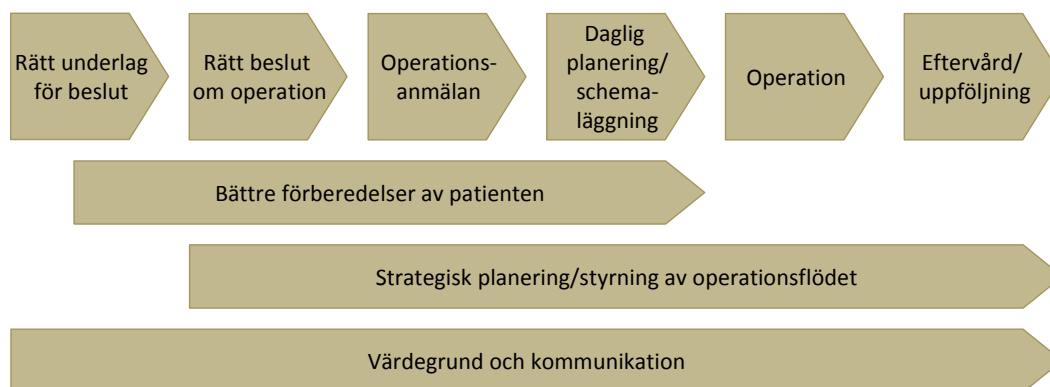 Rätt underlag
för beslut
Rätt beslut
om operation
Operations-
anmälan
Daglig
planering/
schema-
läggning
Operation
Eftervård/
uppföljning
Bättre förberedelser av patienten
Strategisk planering/styrning av operationsflödet
Värdegrund och kommunikation